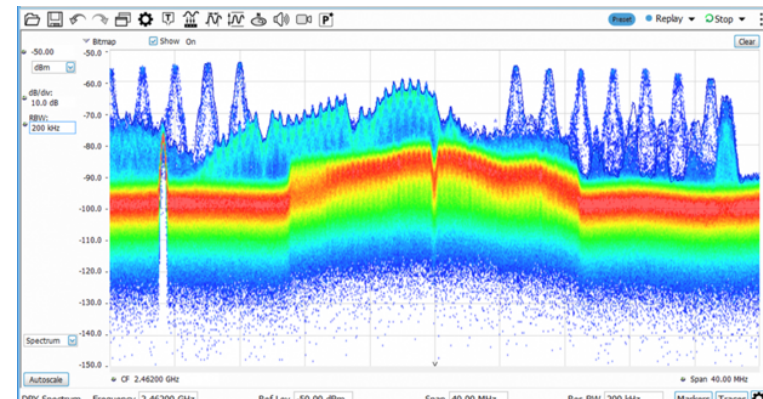 Preset Replay Stop
Bitmap Show On Clear
-50.00
dBm
dB/div:
10.0 dB
RBW:
200 kHz
-50.0
-60.0
-70.0
-80.0
-90.0
-100.0
-110.0
-120.0
-130.0
-140.0
-150.0
Spectrum
Autoscale CF 2.46200 GHz Span 40.00 MHz
DPX Spectrum Frequency 2.46200 GHz Ref Lev -50.00 dBm Span 40.00 MHz Res BW 200 kHz Markers Traces